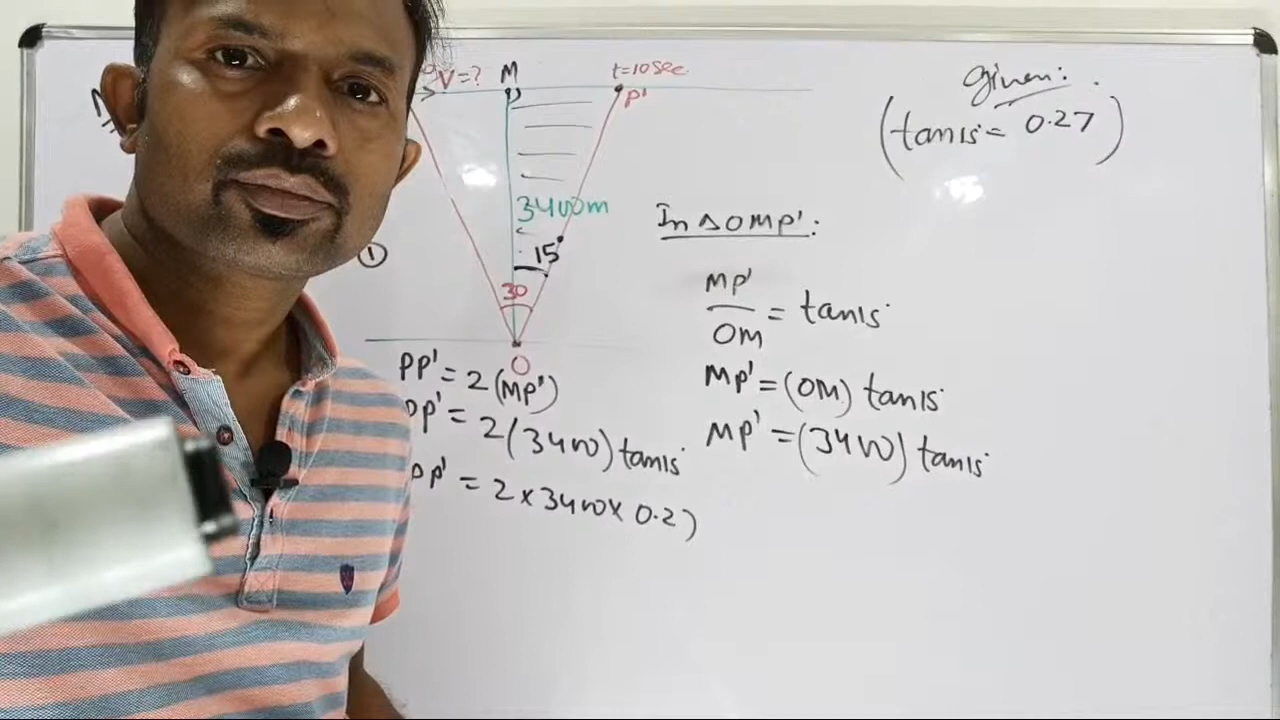 V=?
M
t=10sec
P'
3400m
15°
30
O
①
PP' = 2(MP')
PP' = 2(3400)tan15
PP' = 2×3400×0.27
Given:
(tan15= 0.27)
In △OMP':
MP'/OM = tan15
MP' = (OM) tan15
MP' = (3400) tan15